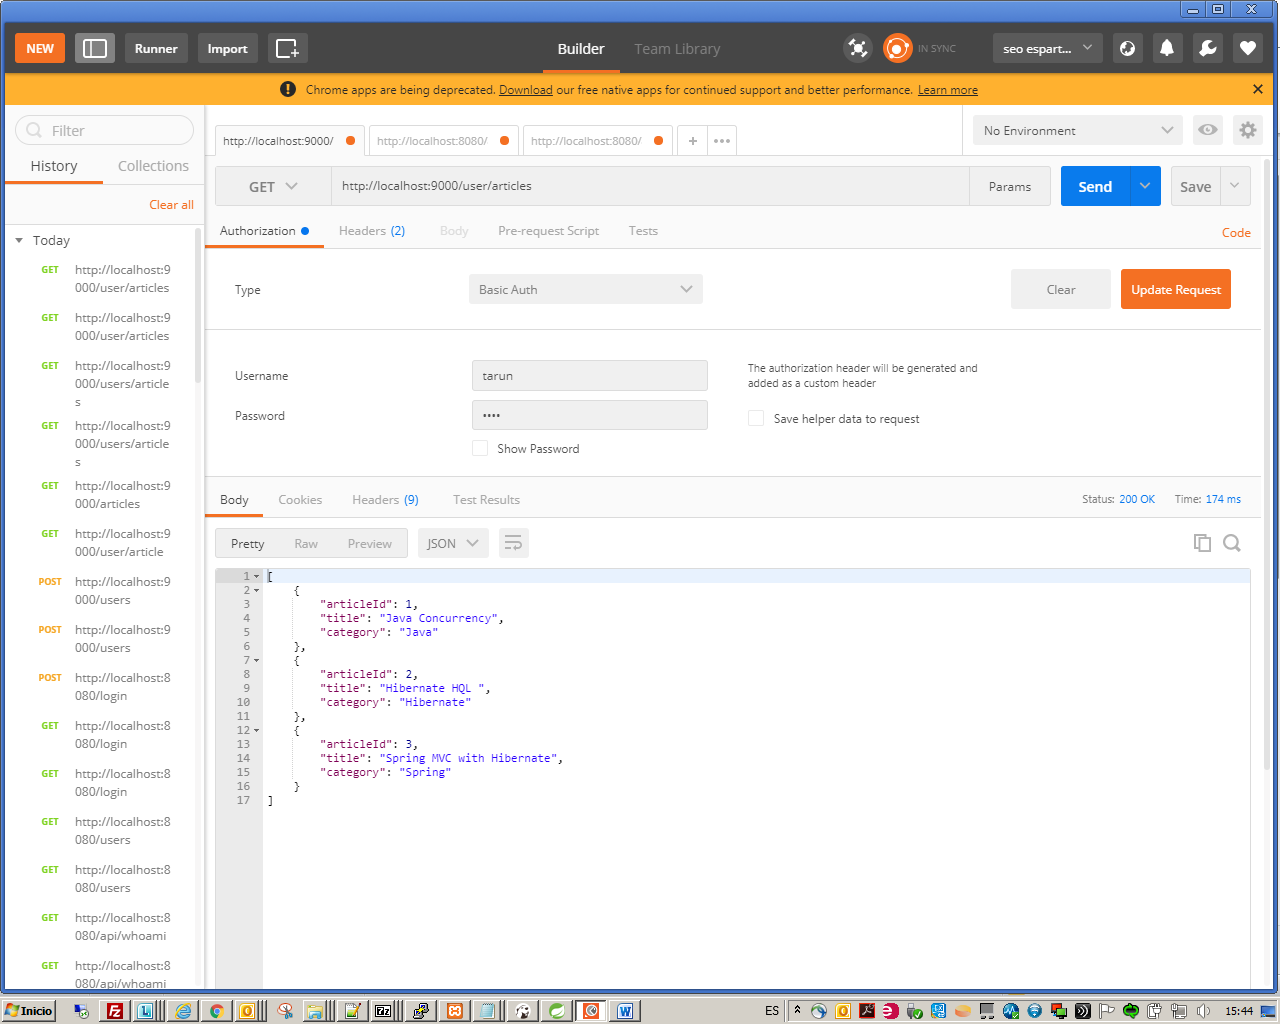 NEW
Runner
Import
Builder
Team Library
IN SYNC
seo espart...
Chrome apps are being deprecated. Download our free native apps for continued support and better performance. Learn more
Filter
History
Collections
Clear all
Today
GET http://localhost:9
000/user/articles
GET http://localhost:9
000/user/articles
GET http://localhost:9
000/users/article
s
GET http://localhost:9
000/users/article
s
GET http://localhost:9
000/articles
GET http://localhost:9
000/user/article
POST http://localhost:9
000/users
POST http://localhost:9
000/users
POST http://localhost:8
080/login
GET http://localhost:8
080/login
GET http://localhost:8
080/login
GET http://localhost:8
080/users
GET http://localhost:8
080/users
GET http://localhost:8
080/api/whoami
GET http://localhost:8
080/api/whoami
http://localhost:9000/
http://localhost:8080/
http://localhost:8080/
No Environment
GET
http://localhost:9000/user/articles
Params
Send
Save
Authorization
Headers (2)
Body
Pre-request Script
Tests
Code
Type
Basic Auth
Clear
Update Request
Username
tarun
The authorization header will be generated and
added as a custom header
Password
••••
Save helper data to request
Show Password
Body
Cookies
Headers (9)
Test Results
Status: 200 OK
Time: 174 ms
Pretty
Raw
Preview
JSON
1 [
2 {
3 "articleId": 1,
4 "title": "Java Concurrency",
5 "category": "Java"
6 },
7 {
8 "articleId": 2,
9 "title": "Hibernate HQL ",
10 "category": "Hibernate"
11 },
12 {
13 "articleId": 3,
14 "title": "Spring MVC with Hibernate",
15 "category": "Spring"
16 }
17 ]
Inicio
ES
15:44